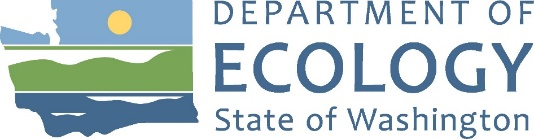 DEPARTMENT OF
ECOLOGY
State of Washington